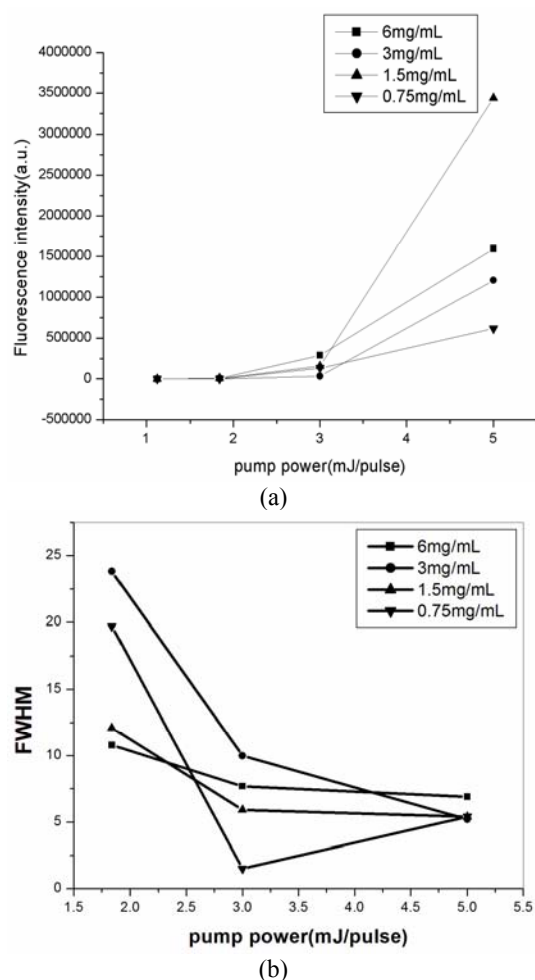 6mg/mL
3mg/mL
1.5mg/mL
0.75mg/mL
4000000
3500000
3000000
2500000
2000000
1500000
1000000
500000
0
-500000
Fluorescence intensity(a.u.)
1 2 3 4 5
pump power(mJ/pulse)
(a)
6mg/mL
3mg/mL
1.5mg/mL
0.75mg/mL
25
20
15
10
5
0
FWHM
1.5 2.0 2.5 3.0 3.5 4.0 4.5 5.0 5.5
pump power(mJ/pulse)
(b)